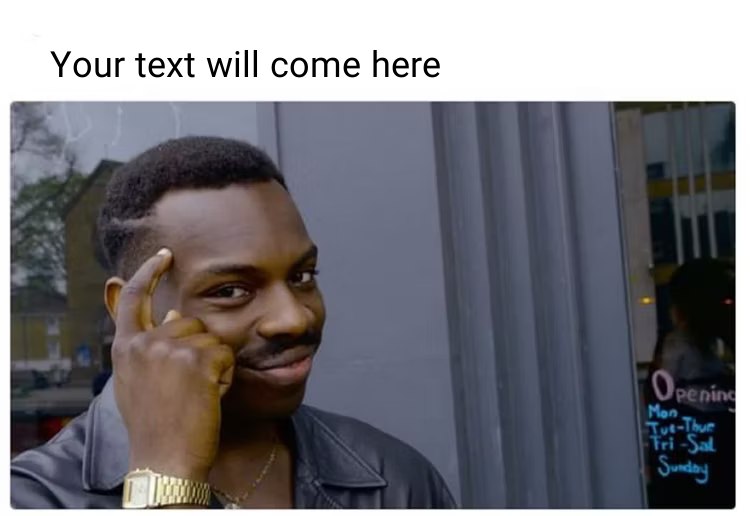 Your text will come here
Opening
Mon
Tue-Thur
Fri-Sat
Sunday